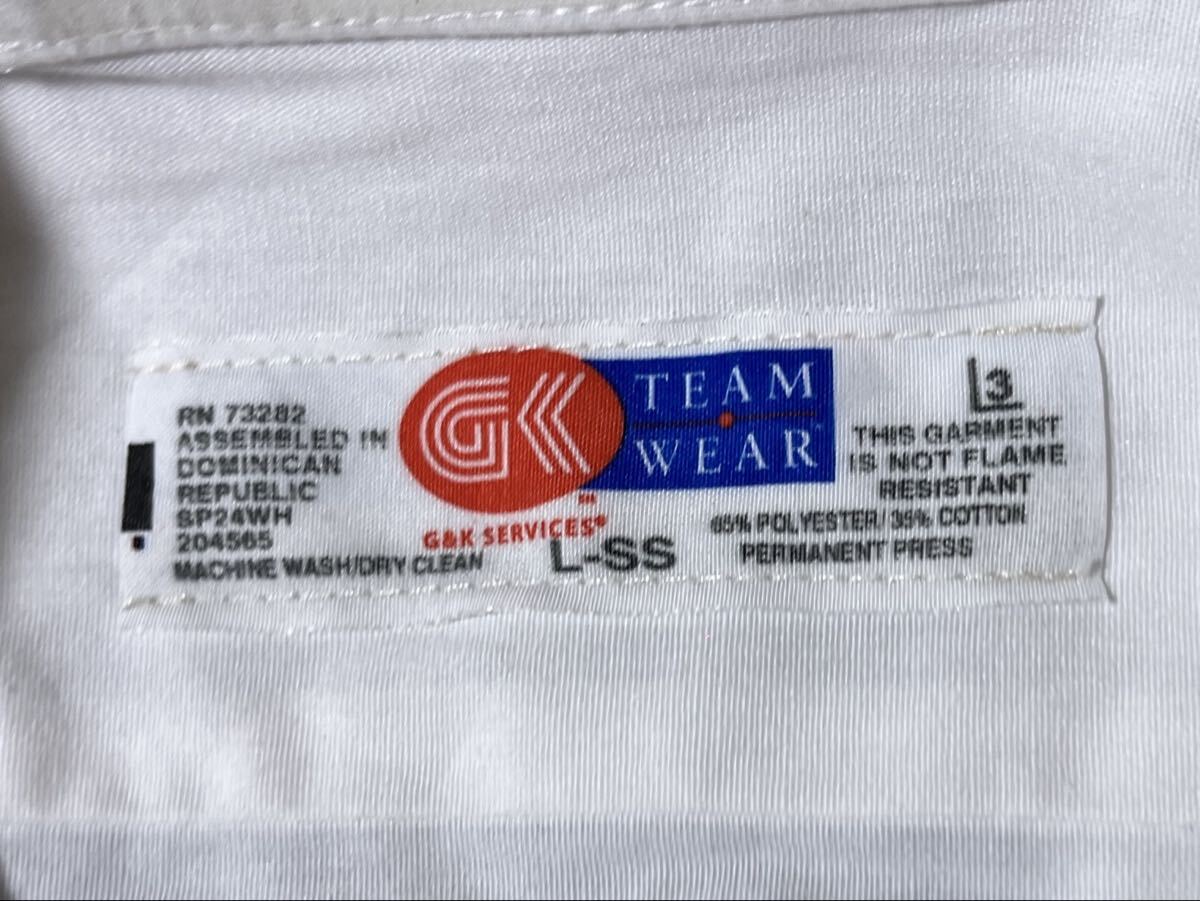 RN 73282
ASSEMBLED IN
DOMINICAN
REPUBLIC
SP24WH
204565
MACHINE WASH/DRY CLEAN
GK
G&K SERVICES®
TEAM
WEAR™
L-SS
L3
THIS GARMENT
IS NOT FLAME
RESISTANT
65% POLYESTER/35% COTTON
PERMANENT PRESS